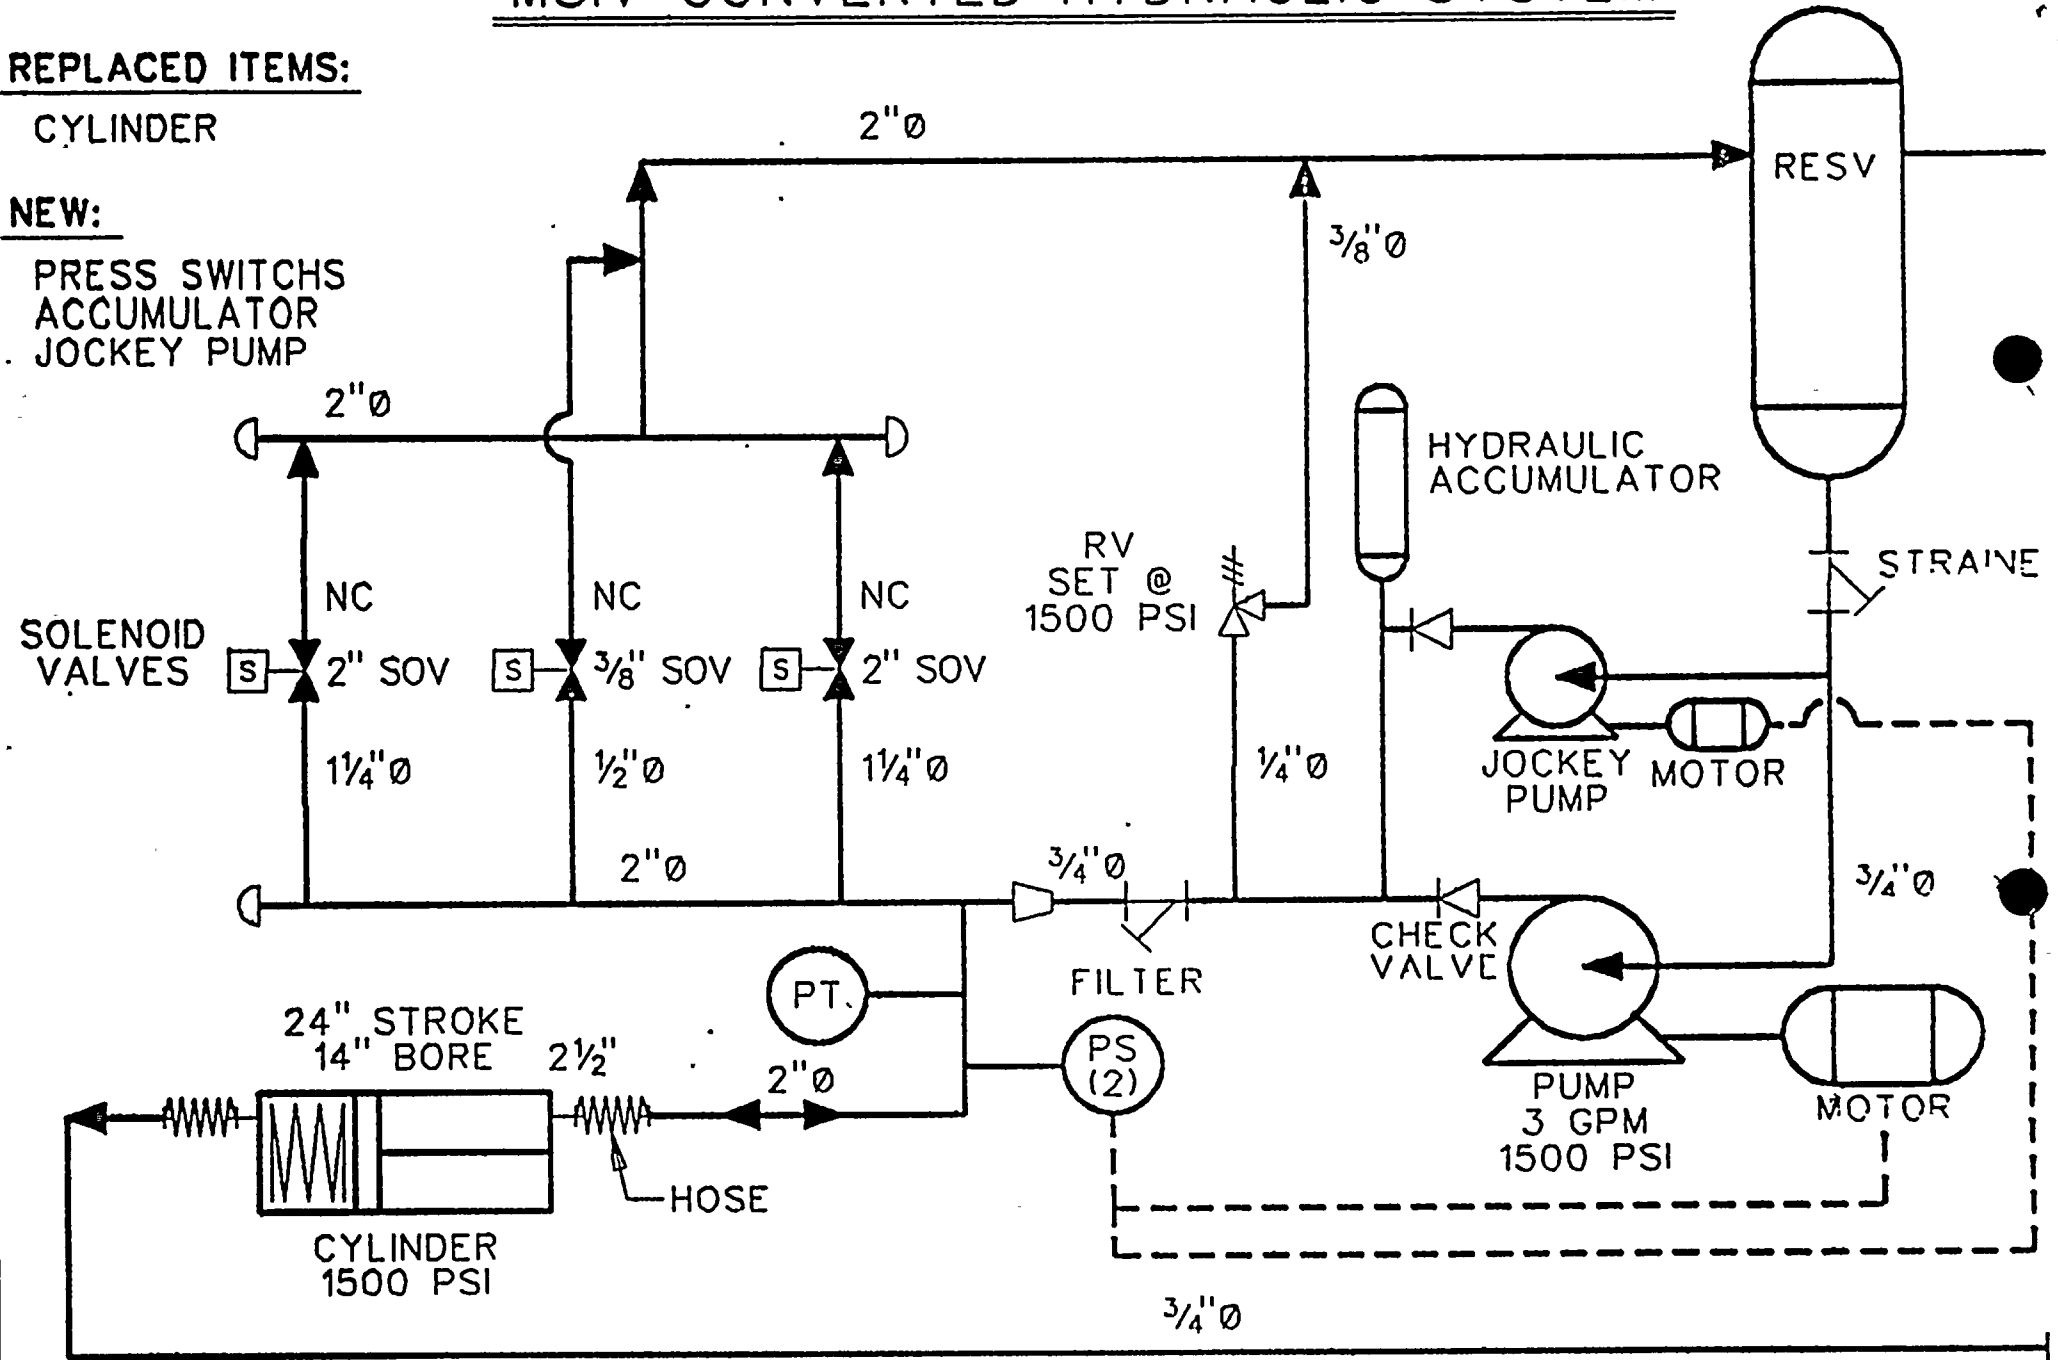 REPLACED ITEMS:
CYLINDER
NEW:
PRESS SWITCHS
ACCUMULATOR
JOCKEY PUMP
2"Ø
RESV
3/8"Ø
2"Ø
HYDRAULIC
ACCUMULATOR
RV
SET @
1500 PSI
STRAINE
SOLENOID
VALVES
S
NC
2" SOV
S
NC
3/8" SOV
S
NC
2" SOV
1¼"Ø
½"Ø
1¼"Ø
¼"Ø
JOCKEY
PUMP
MOTOR
2"Ø
¾"Ø
¾"Ø
FILTER
CHECK
VALVE
PT.
PS
(2)
24" STROKE
14" BORE
2½"
2"Ø
HOSE
PUMP
3 GPM
1500 PSI
MOTOR
CYLINDER
1500 PSI
¾"Ø